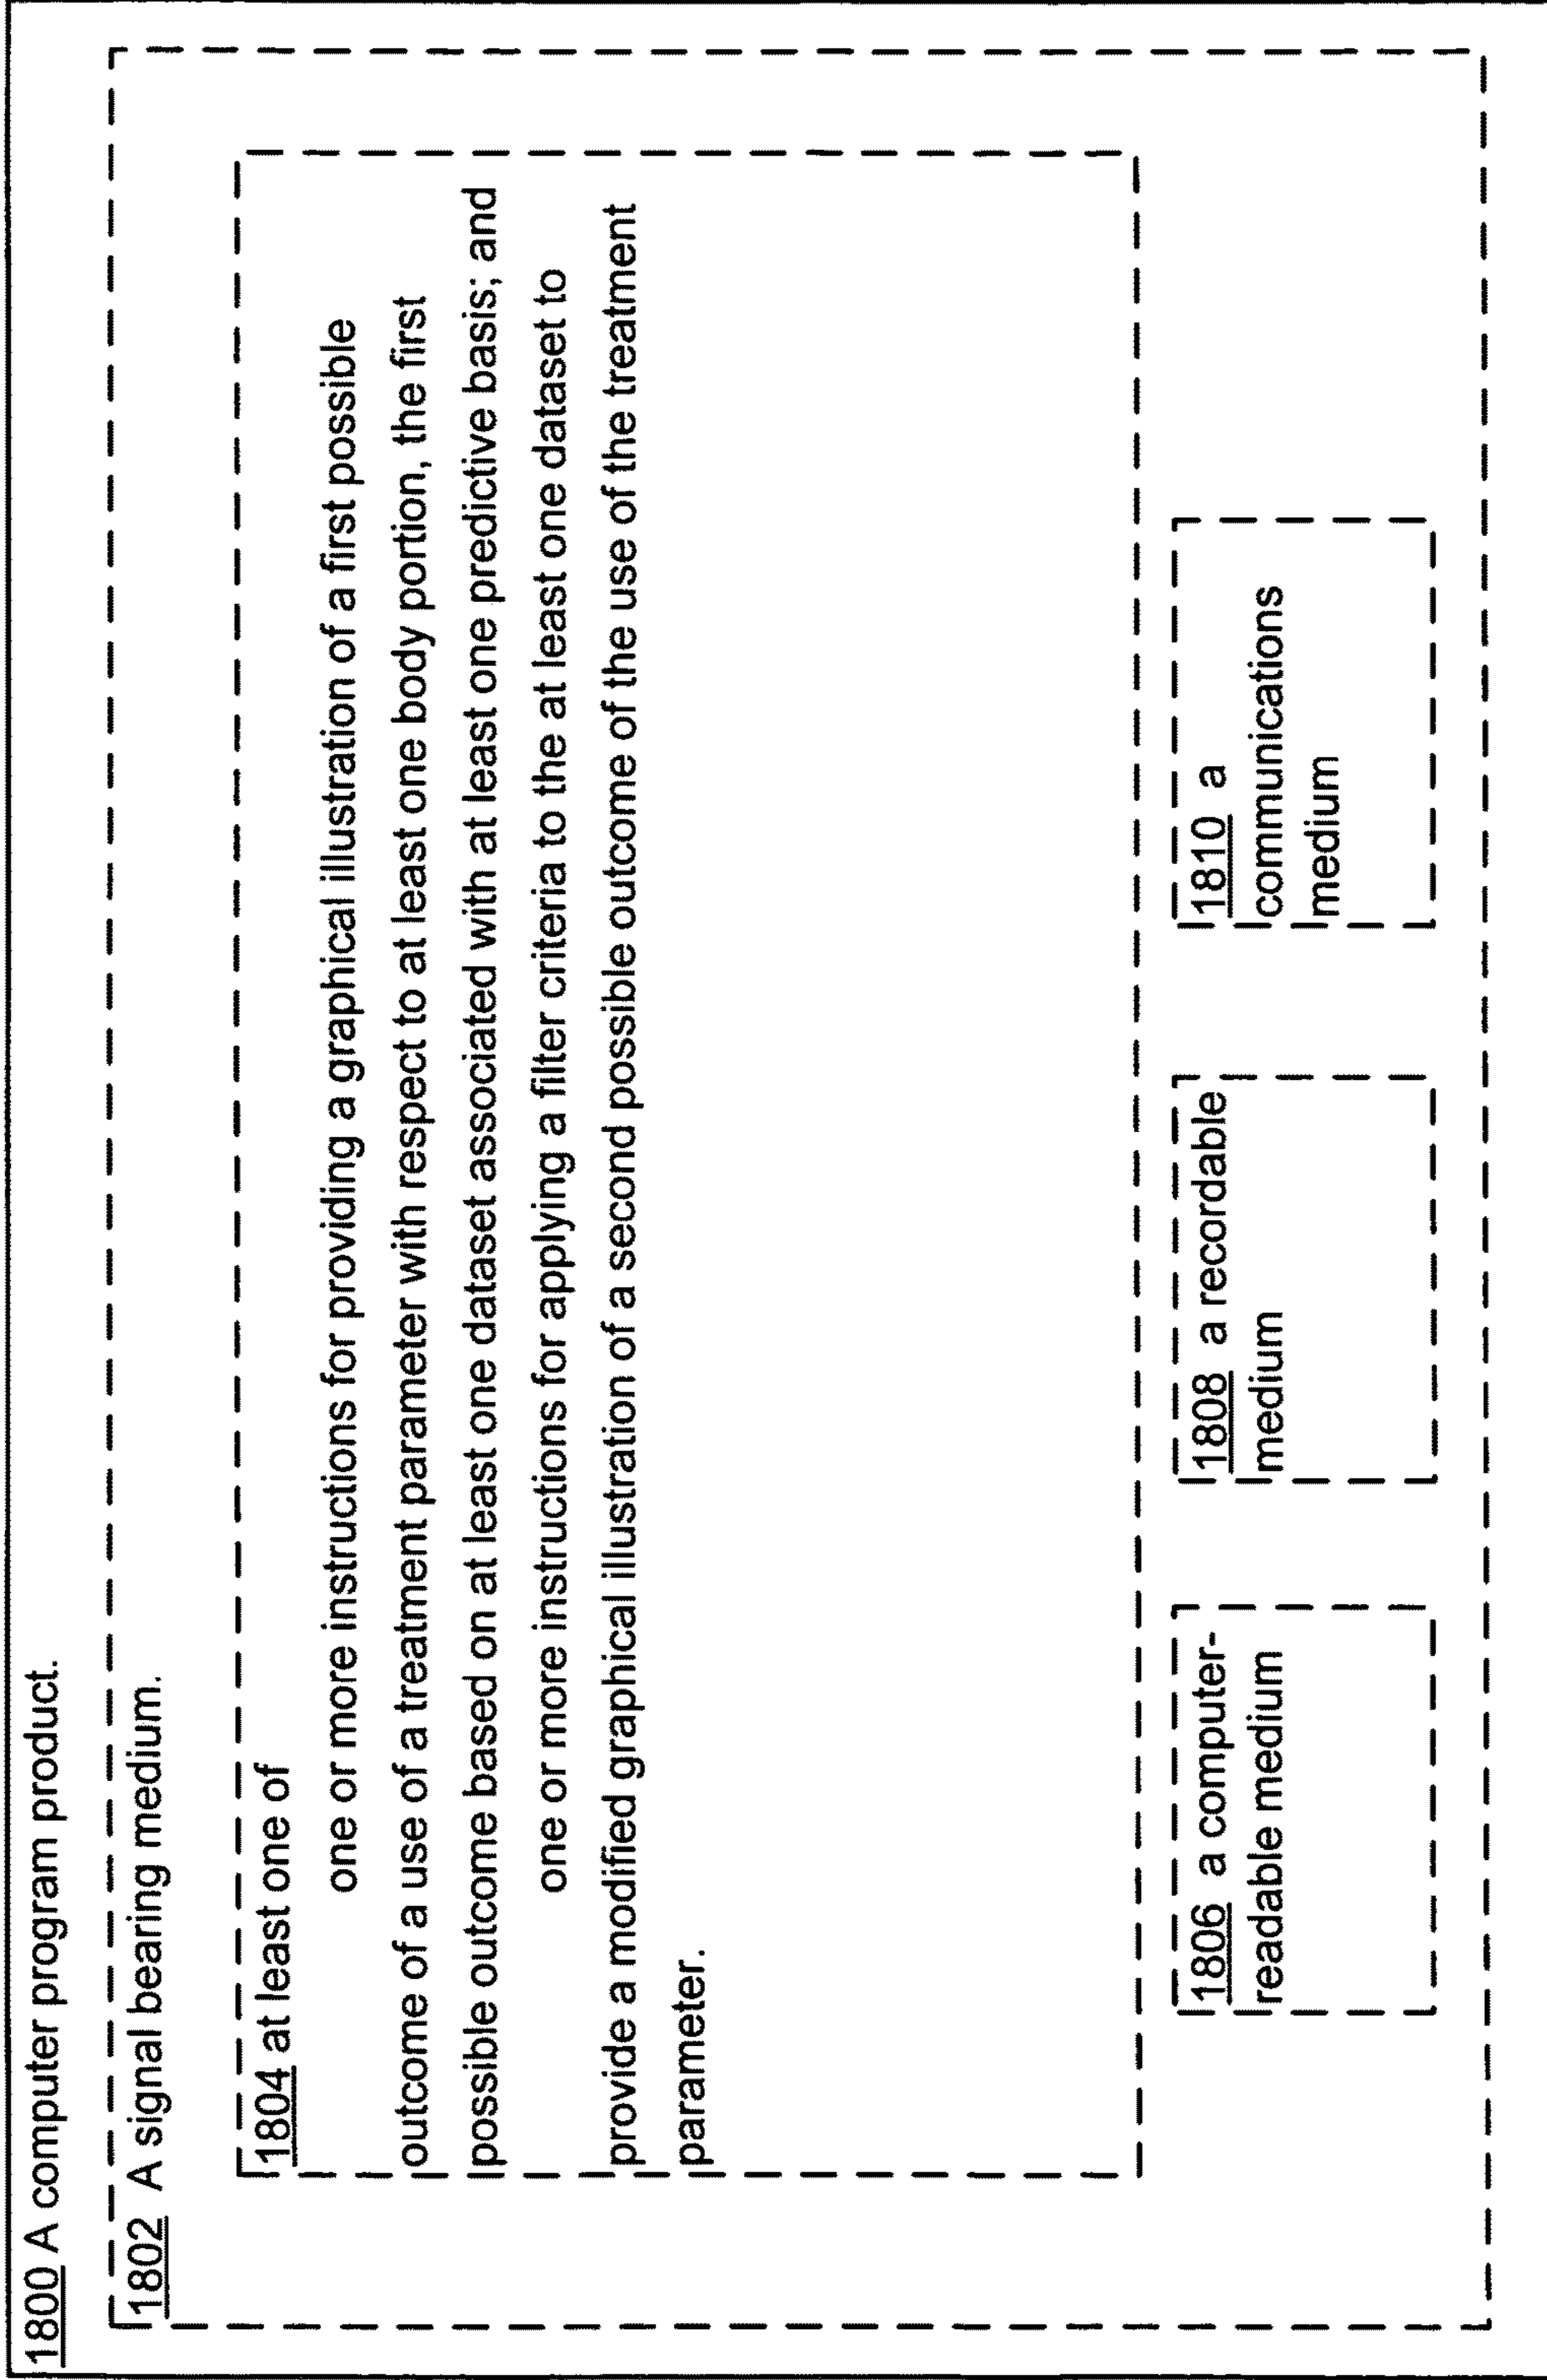 1800 A computer program product.
1802 A signal bearing medium.
1804 at least one of
one or more instructions for providing a graphical illustration of a first possible
outcome of a use of a treatment parameter with respect to at least one body portion, the first
possible outcome based on at least one dataset associated with at least one predictive basis; and
one or more instructions for applying a filter criteria to the at least one dataset to
provide a modified graphical illustration of a second possible outcome of the use of the treatment
parameter.
1806 a computer-
readable medium
1808 a recordable
medium
1810 a
communications
medium